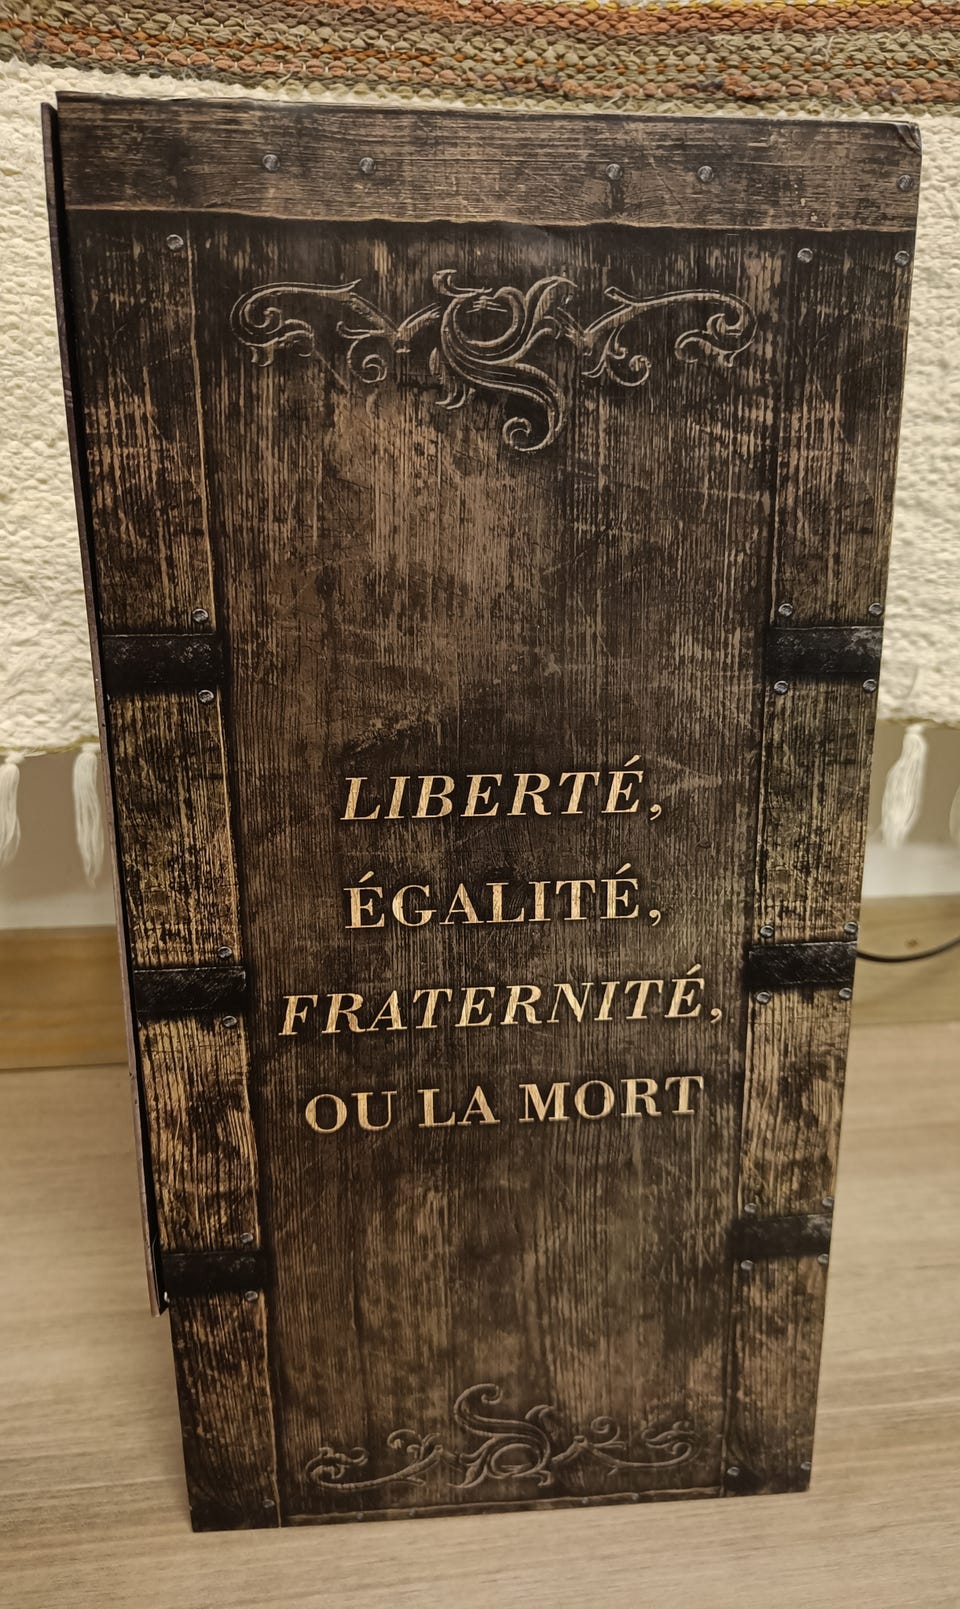 LIBERTÉ,
ÉGALITÉ,
FRATERNITÉ,
OU LA MORT